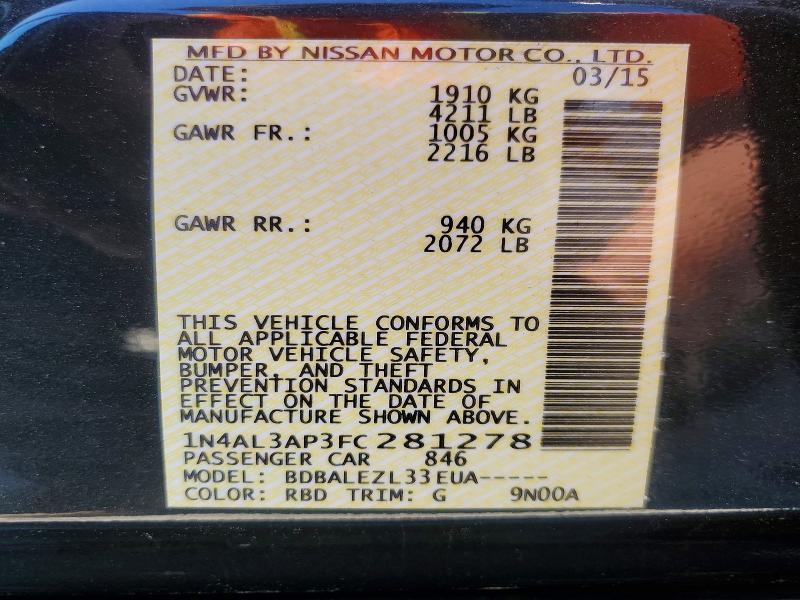 MFD BY NISSAN MOTOR CO., LTD.
DATE: 03/15
GVWR: 1910 KG
4211 LB
GAWR FR.: 1005 KG
2216 LB
GAWR RR.: 940 KG
2072 LB
THIS VEHICLE CONFORMS TO
ALL APPLICABLE FEDERAL
MOTOR VEHICLE SAFETY,
BUMPER, AND THEFT
PREVENTION STANDARDS IN
EFFECT ON THE DATE OF
MANUFACTURE SHOWN ABOVE.
1N4AL3AP3FC281278
PASSENGER CAR 846
MODEL: BDBALEZL33EUA-----
COLOR: RBD TRIM: G 9N00A